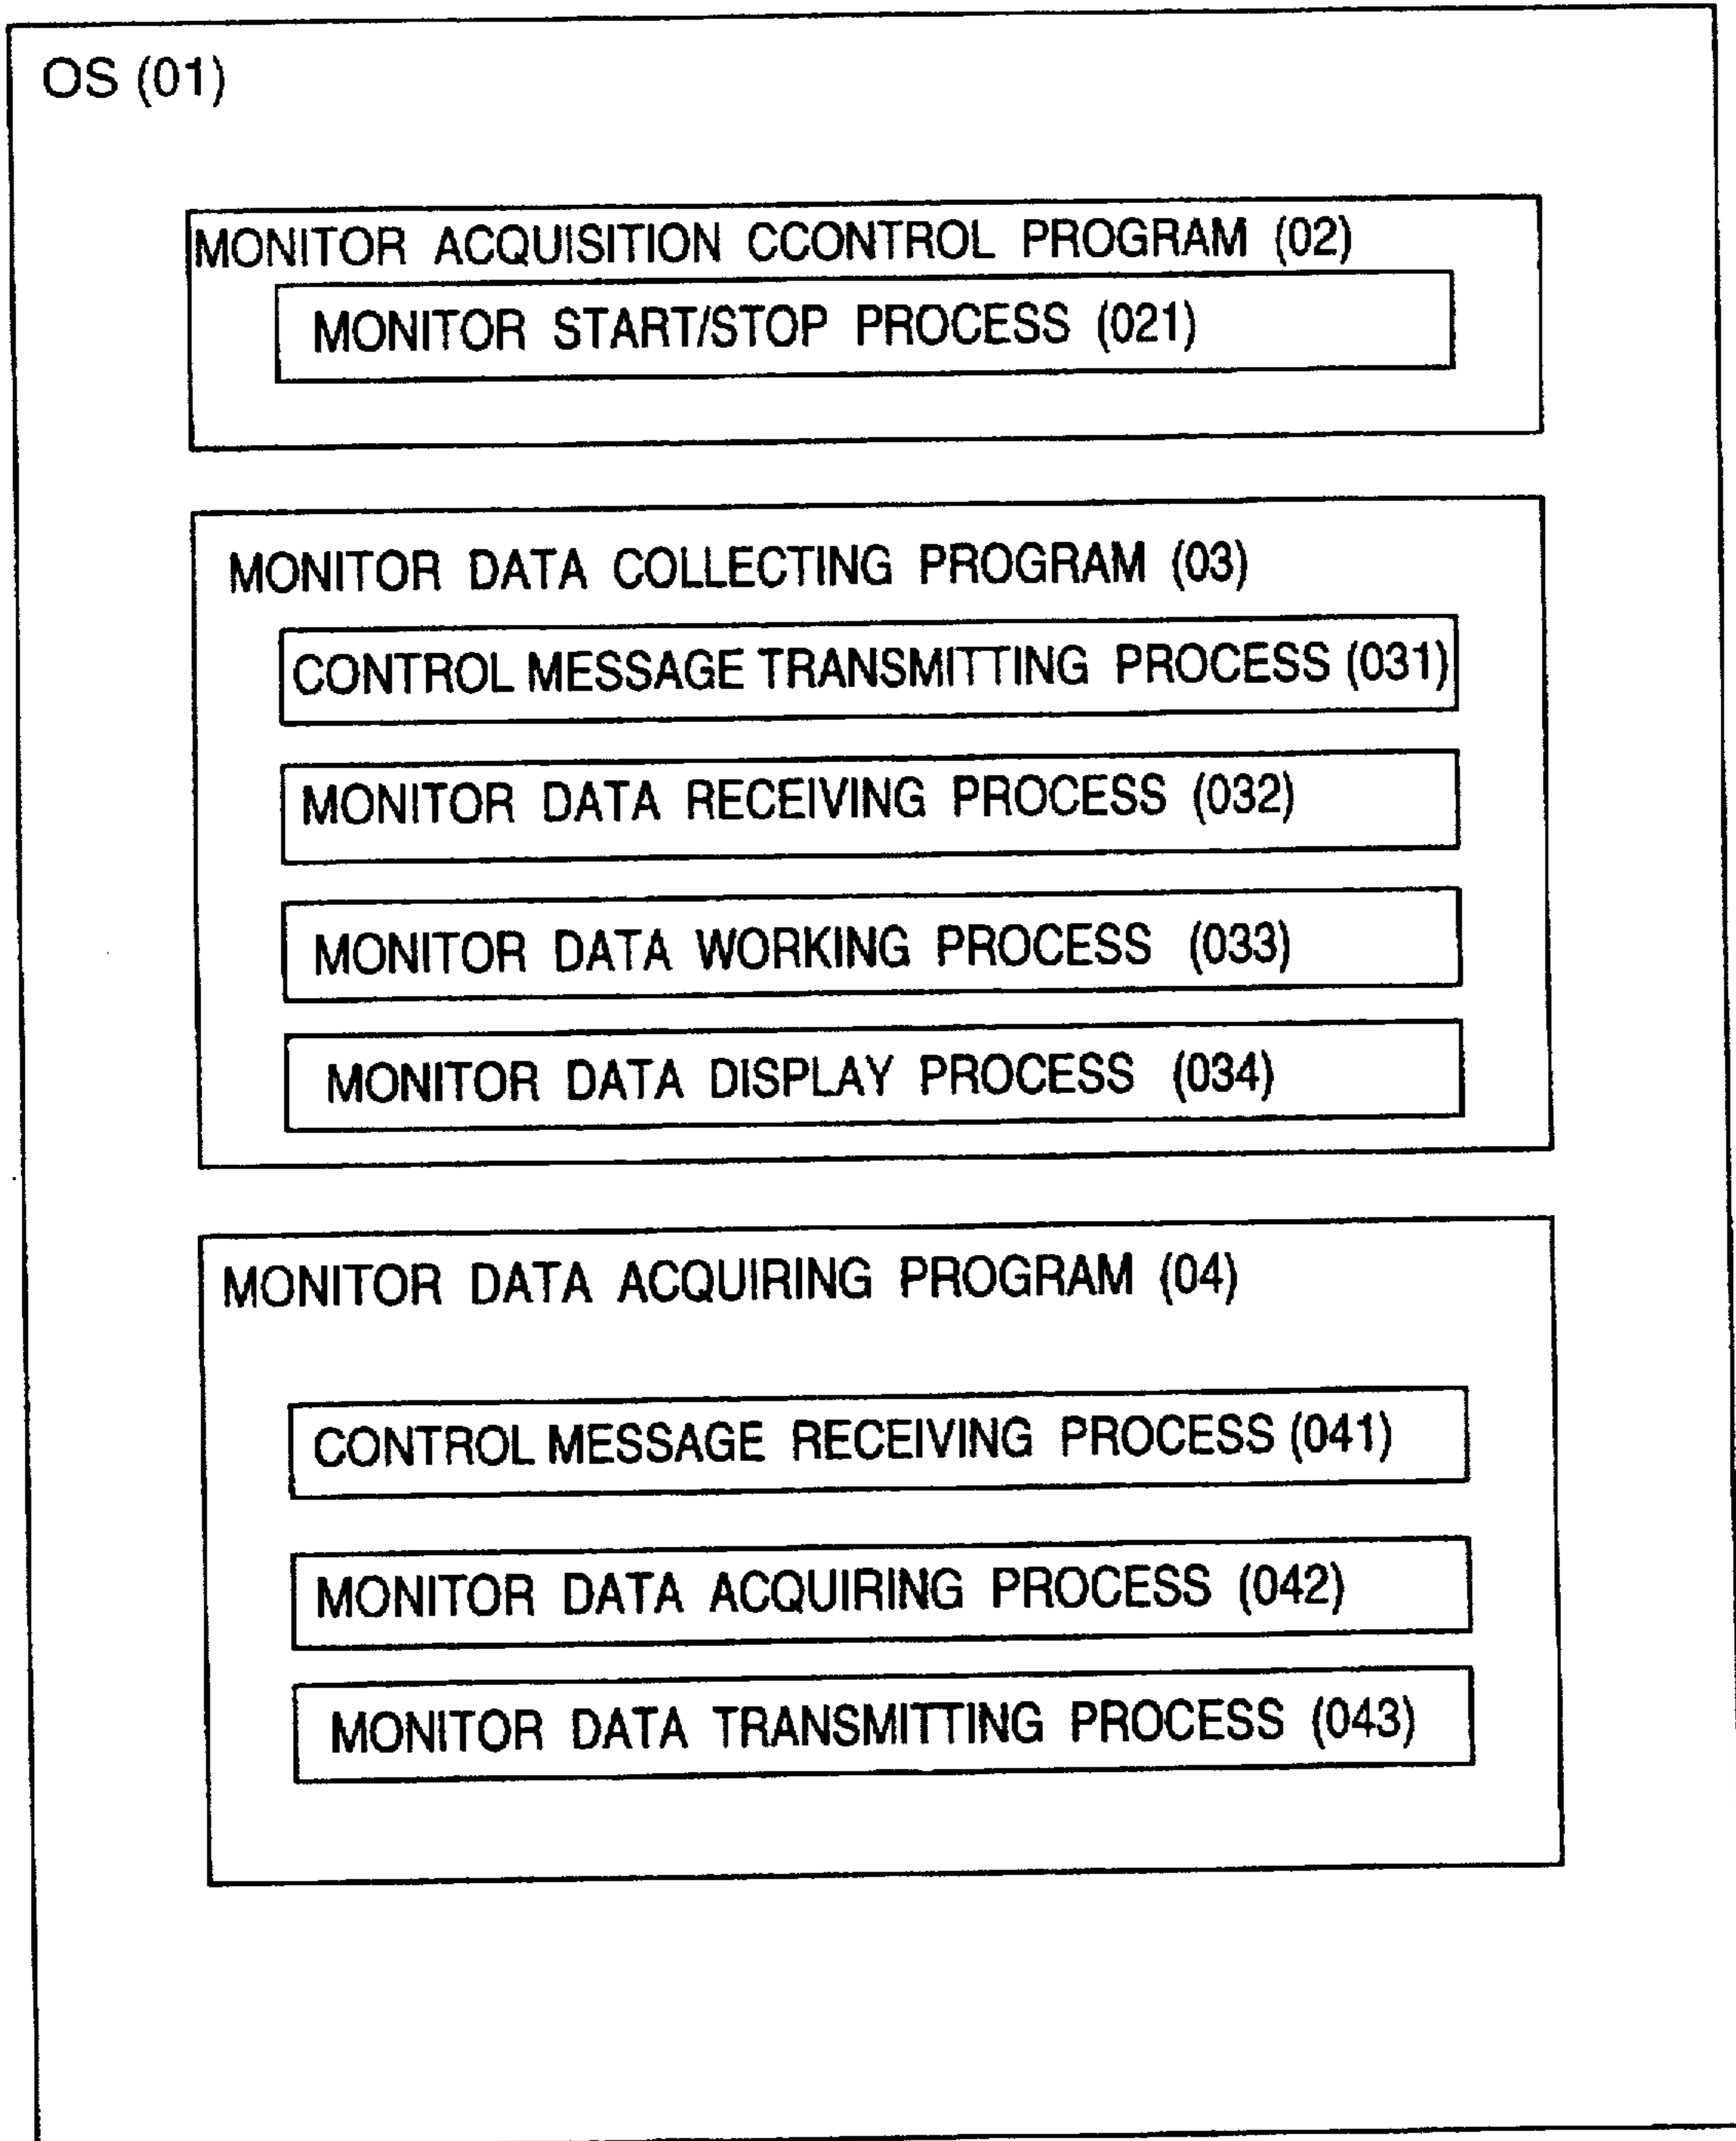 OS (01)
MONITOR ACQUISITION CCONTROL PROGRAM (02)
MONITOR START/STOP PROCESS (021)
MONITOR DATA COLLECTING PROGRAM (03)
CONTROL MESSAGE TRANSMITTING PROCESS (031)
MONITOR DATA RECEIVING PROCESS (032)
MONITOR DATA WORKING PROCESS (033)
MONITOR DATA DISPLAY PROCESS (034)
MONITOR DATA ACQUIRING PROGRAM (04)
CONTROL MESSAGE RECEIVING PROCESS (041)
MONITOR DATA ACQUIRING PROCESS (042)
MONITOR DATA TRANSMITTING PROCESS (043)